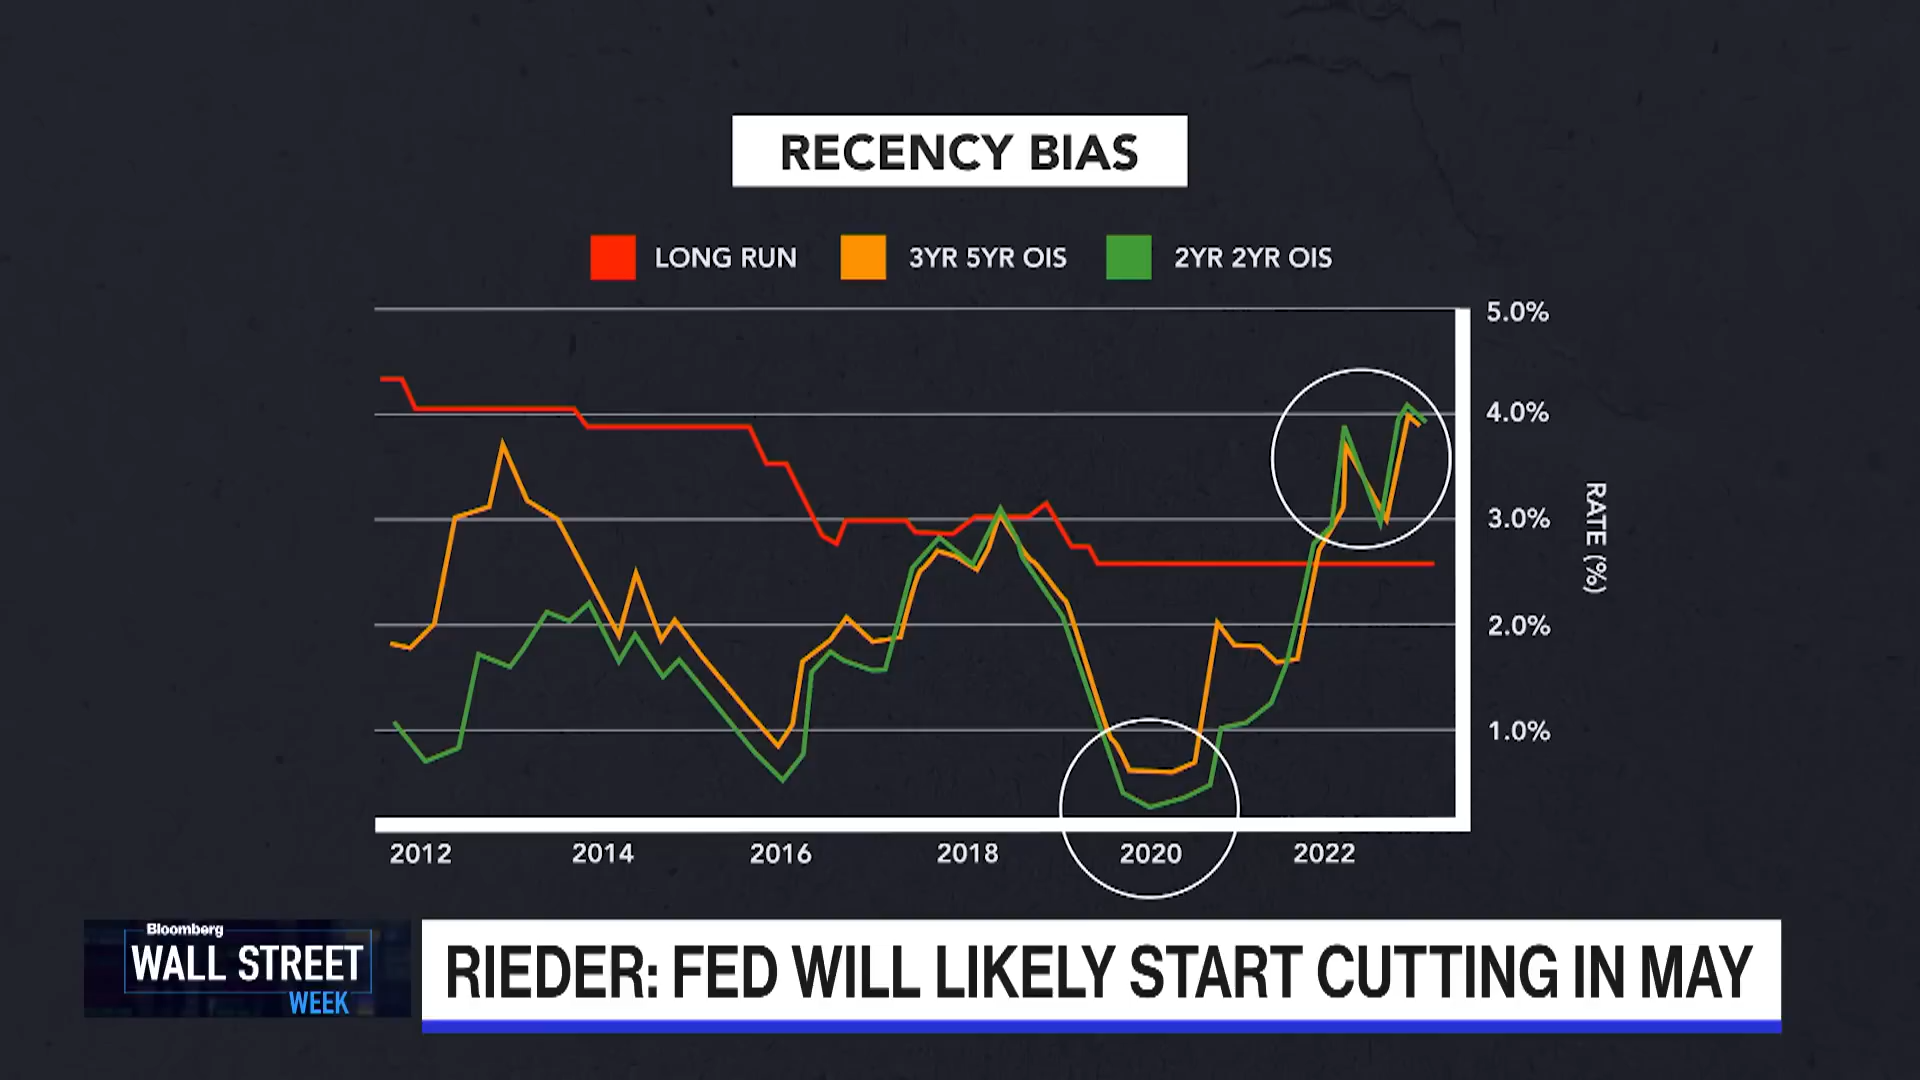 RECENCY BIAS
LONG RUN 3YR 5YR OIS 2YR 2YR OIS
5.0%
4.0%
3.0%
2.0%
1.0%
RATE (%)
2012 2014 2016 2018 2020 2022
Bloomberg
WALL STREET
WEEK
RIEDER: FED WILL LIKELY START CUTTING IN MAY